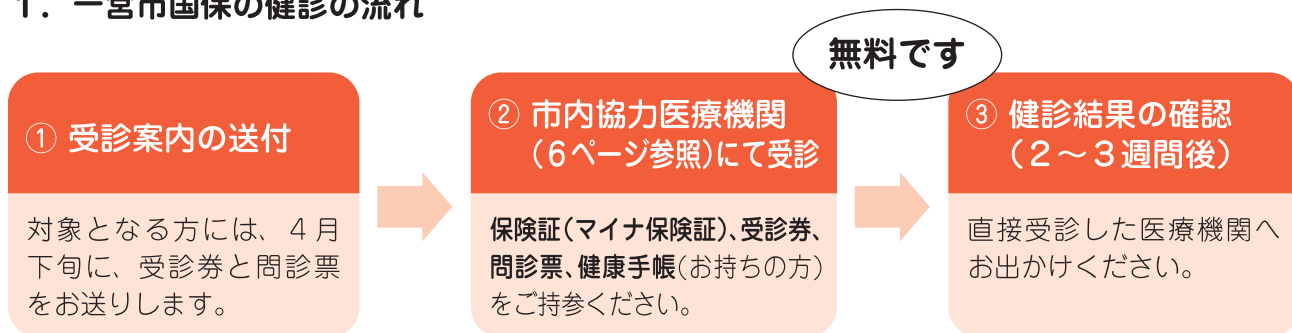 1．一宮市国保の健診の流れ
無料です
① 受診案内の送付
対象となる方には、４月
下旬に、受診券と問診票
をお送りします。
② 市内協力医療機関
（６ページ参照）にて受診
保険証（マイナ保険証）、受診券、
問診票、健康手帳（お持ちの方）
をご持参ください。
③ 健診結果の確認
（２～３週間後）
直接受診した医療機関へ
お出かけください。